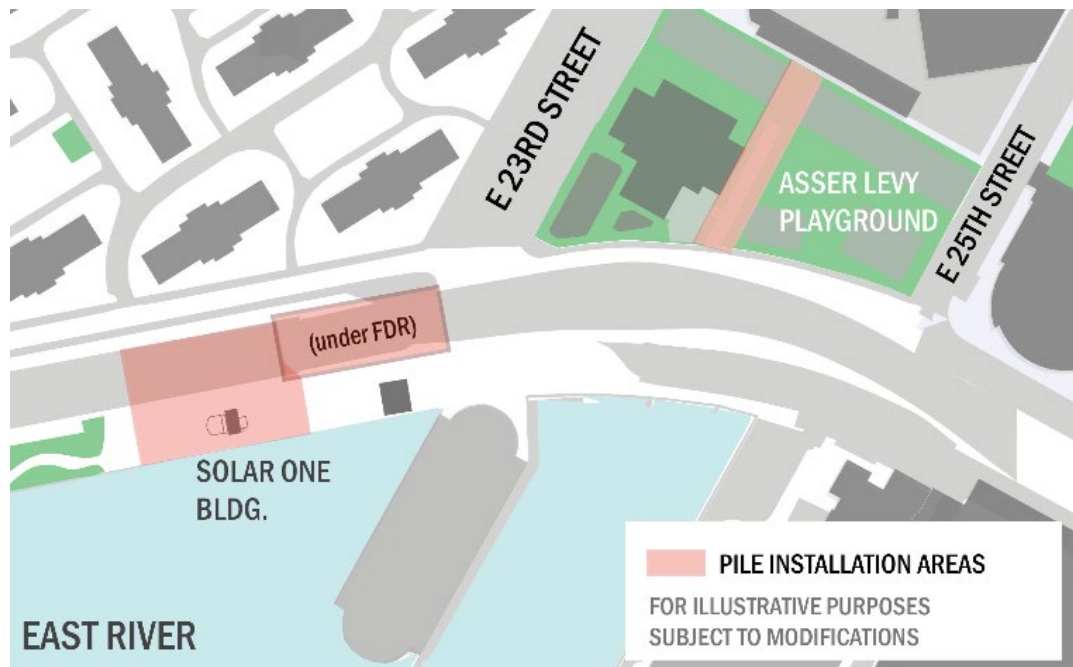 E 23RD STREET
ASSER LEVY
PLAYGROUND
E 25TH STREET
(under FDR)
SOLAR ONE
BLDG.
EAST RIVER
PILE INSTALLATION AREAS
FOR ILLUSTRATIVE PURPOSES
SUBJECT TO MODIFICATIONS